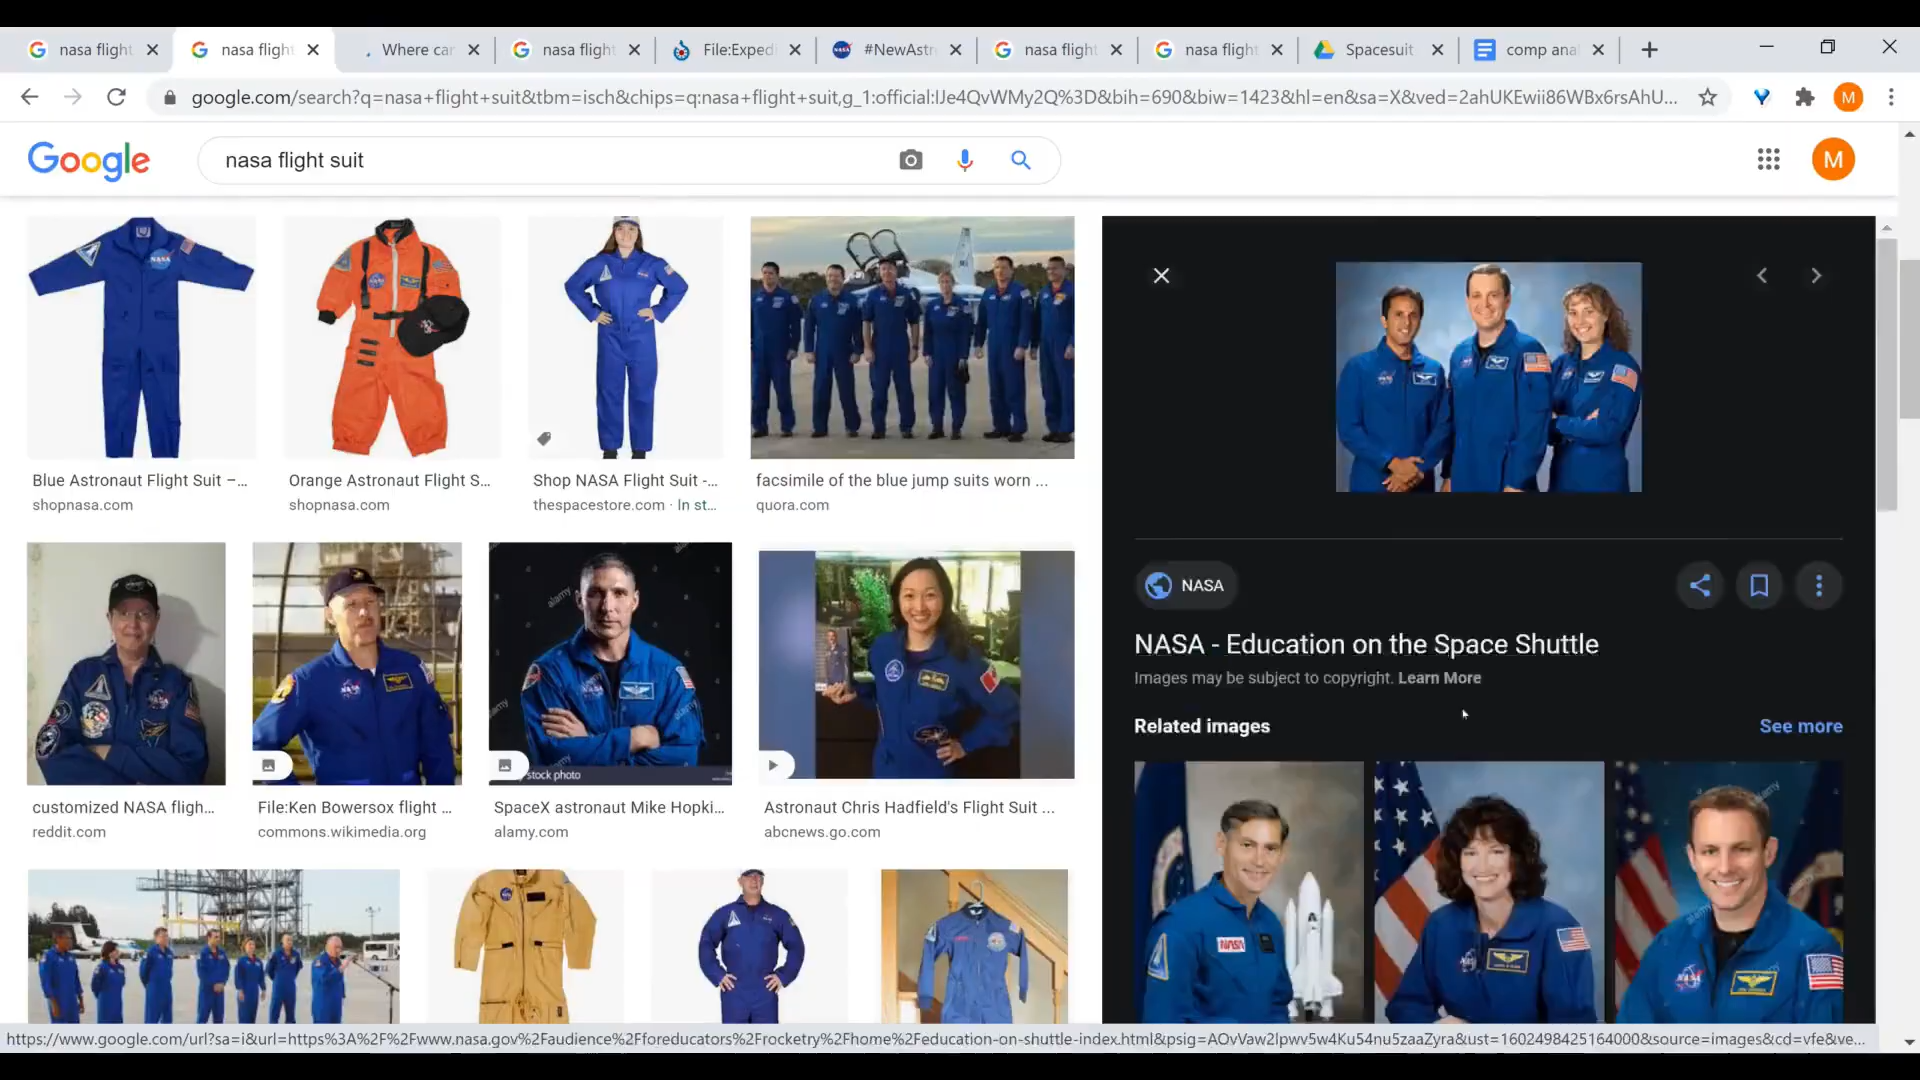 nasa flight
nasa flight
Where car
nasa flight
File:Exped
#NewAstr
nasa flight
nasa flight
Spacesuit
comp ana
google.com/search?q=nasa+flight+suit&tbm=isch&chips=q:nasa+flight+suit,g_1:official:IJe4QvWMy2Q%3D&bih=690&biw=1423&hl=en&sa=X&ved=2ahUKEwii86WBx6rsAhU...
M
Google
nasa flight suit
M
Blue Astronaut Flight Suit –...
shopnasa.com
Orange Astronaut Flight S...
shopnasa.com
Shop NASA Flight Suit -...
thespacestore.com · In st...
facsimile of the blue jump suits worn ...
quora.com
NASA
NASA - Education on the Space Shuttle
Images may be subject to copyright. Learn More
Related images
See more
alamy
stock photo
customized NASA fligh...
reddit.com
File:Ken Bowersox flight ...
commons.wikimedia.org
SpaceX astronaut Mike Hopki...
alamy.com
Astronaut Chris Hadfield's Flight Suit ...
abcnews.go.com
https://www.google.com/url?sa=i&url=https%3A%2F%2Fwww.nasa.gov%2Faudience%2Fforeducators%2Frocketry%2Fhome%2Feducation-on-shuttle-index.html&psig=AOvVaw2lpwv5w4Ku54nu5zaaZyra&ust=1602498425164000&source=images&cd=vfe&ve...